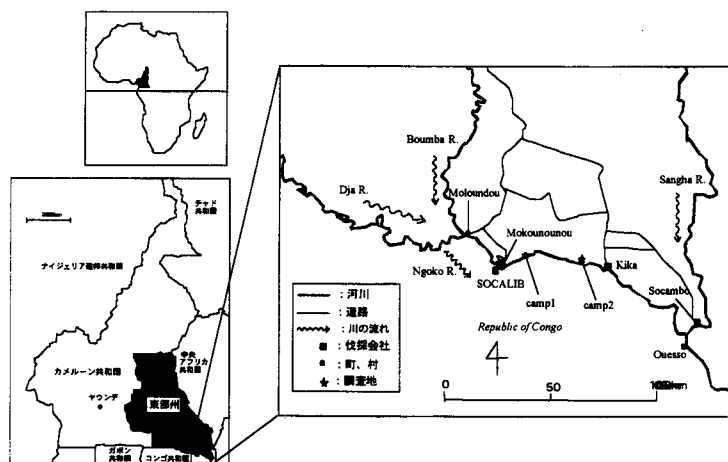 Boumba R.
Sangha R.
Dja R.
Moloundou
Mokounounou
Ngoko R.
SOCALIB
camp1
camp2
Kika
Socambo
Republic of Congo
Ouesso
:河川
:道路
:川の流れ
:伐採会社
:町、村
:調査地
0
50
チャド
共和国
ナイジェリア連邦共和国
中央
アフリカ
共和国
カメルーン共和国
ヤウンデ
東部州
ガボン
共和国
コンゴ共和国